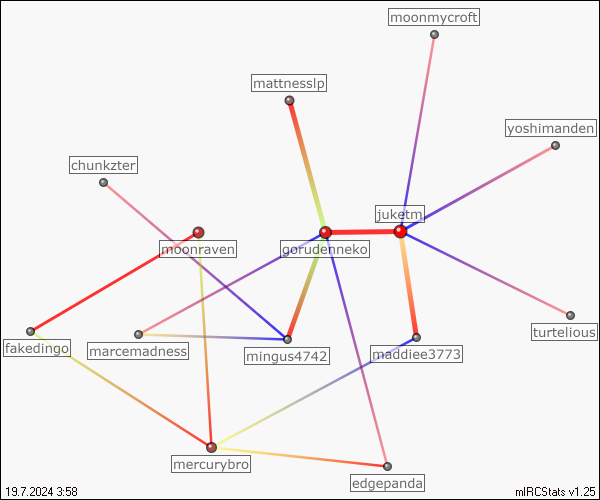 moonmycroft
mattnesslp
yoshimanden
chunkzter
juketm
moonraven
gorudenneko
turtelious
fakedingo
marcemadness
mingus4742
maddiee3773
mercurybro
edgepanda
19.7.2024 3:58
mIRCStats v1.25